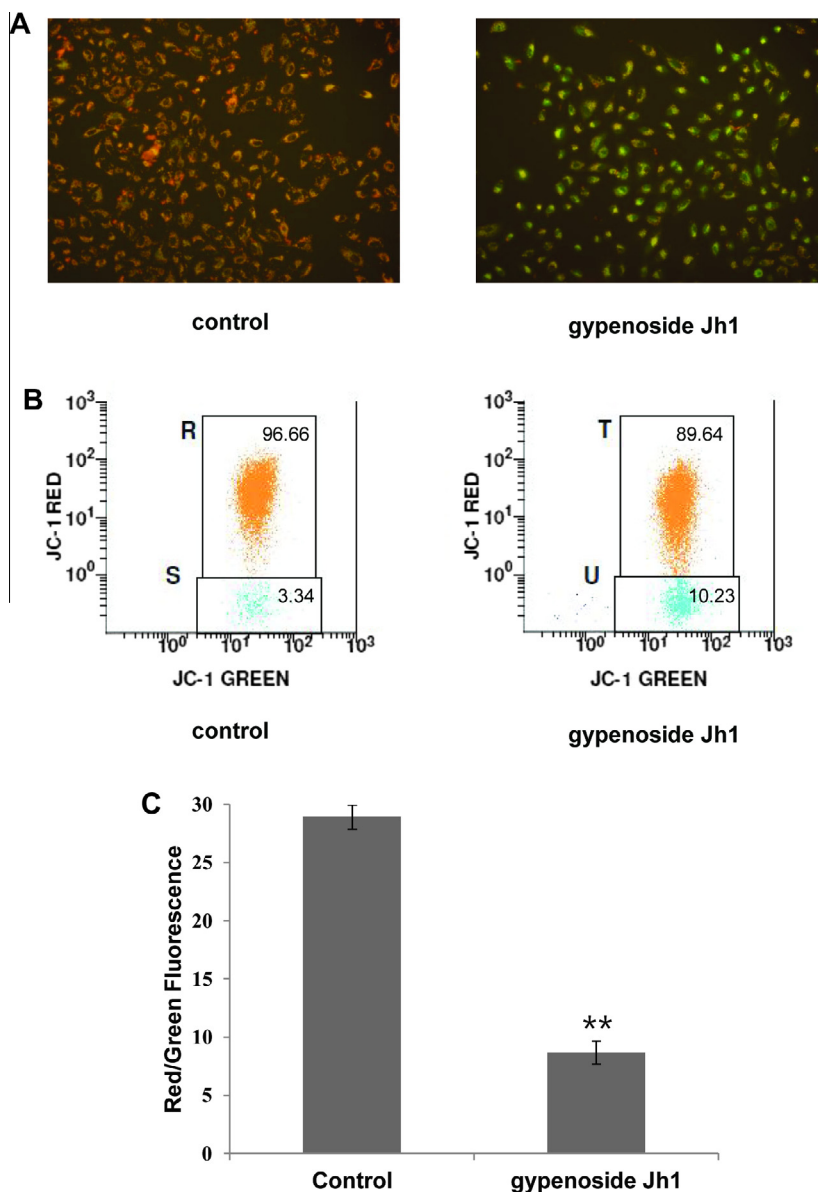 A
control
gypenoside Jh1
B
JC-1 RED
10³
10²
10¹
10⁰
R
96.66
S
3.34
10⁰ 10¹ 10² 10³
JC-1 GREEN
control
JC-1 RED
10³
10²
10¹
10⁰
T
89.64
U
10.23
10⁰ 10¹ 10² 10³
JC-1 GREEN
gypenoside Jh1
C
Red/Green Fluorescence
30
25
20
15
10
5
0
**
Control
gypenoside Jh1